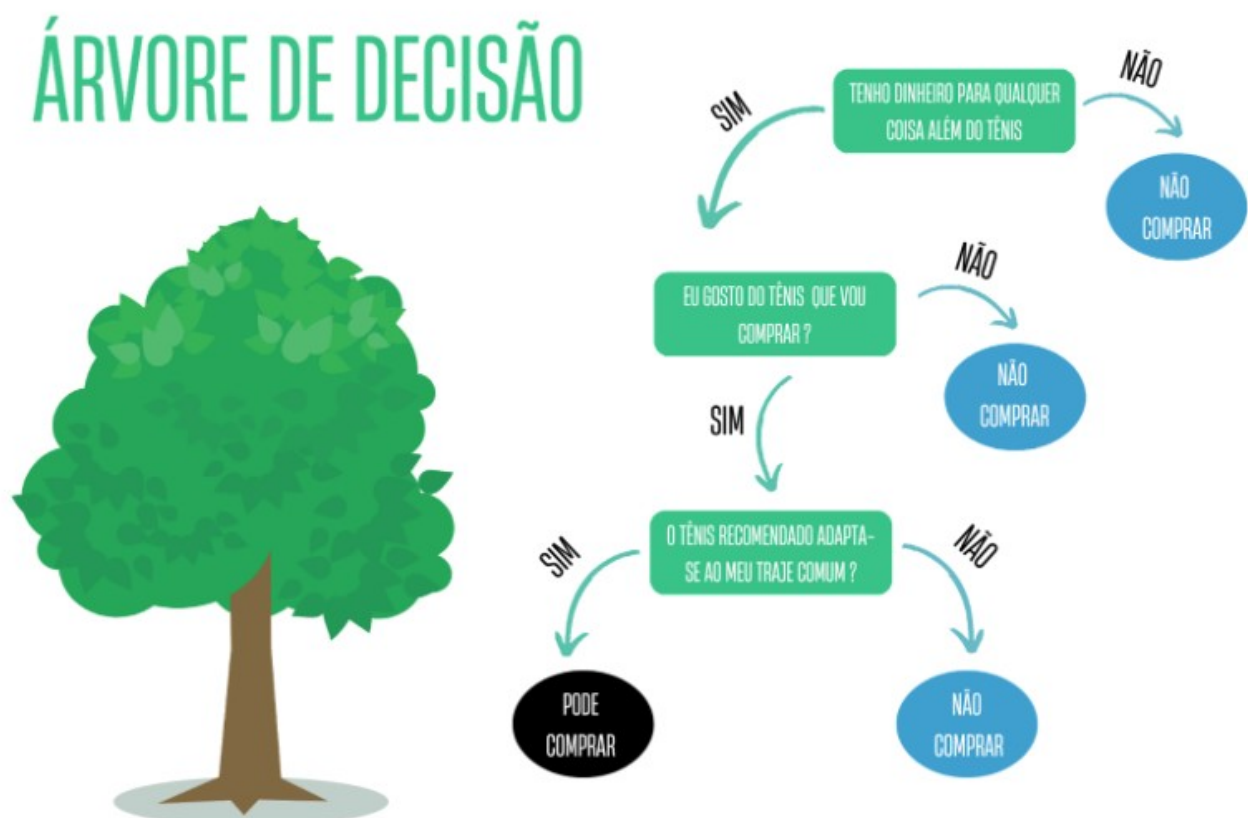 ÁRVORE DE DECISÃO
TENHO DINHEIRO PARA QUALQUER
COISA ALÉM DO TÊNIS
SIM
NÃO
NÃO
COMPRAR
EU GOSTO DO TÊNIS QUE VOU
COMPRAR ?
NÃO
NÃO
COMPRAR
SIM
O TÊNIS RECOMENDADO ADAPTA-
SE AO MEU TRAJE COMUM ?
SIM
NÃO
PODE
COMPRAR
NÃO
COMPRAR